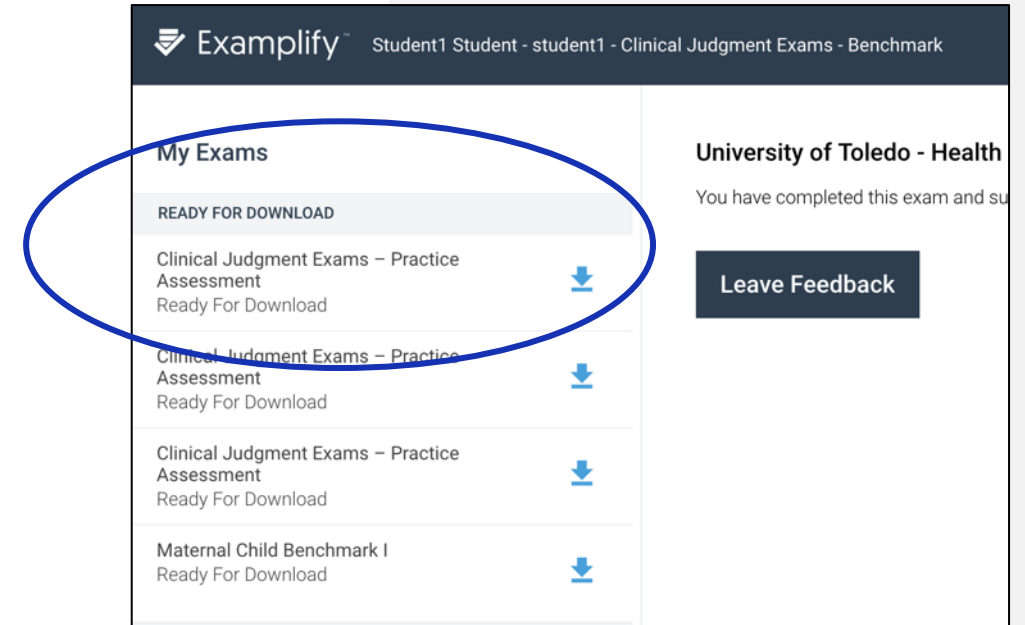 Examplify™ Student1 Student - student1 - Clinical Judgment Exams - Benchmark
My Exams
READY FOR DOWNLOAD
Clinical Judgment Exams – Practice
Assessment
Ready For Download
Clinical Judgment Exams – Practice
Assessment
Ready For Download
Clinical Judgment Exams – Practice
Assessment
Ready For Download
Maternal Child Benchmark I
Ready For Download
University of Toledo - Health
You have completed this exam and su
Leave Feedback